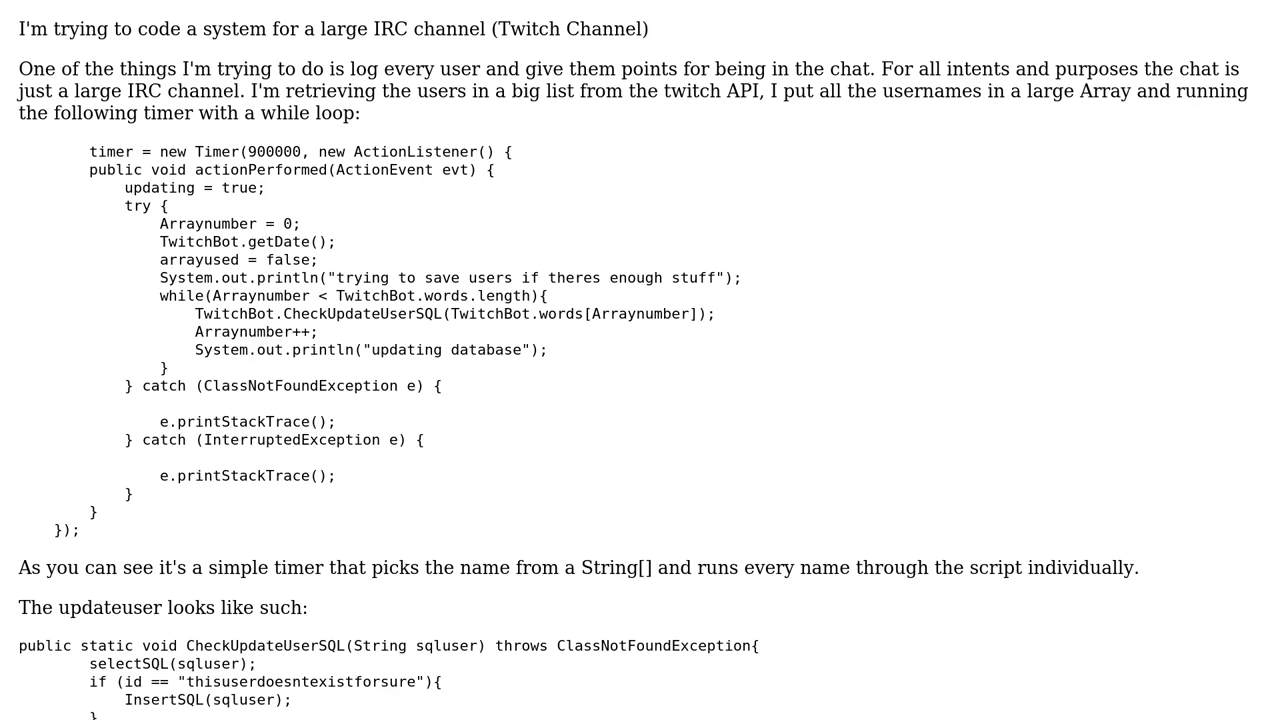 I'm trying to code a system for a large IRC channel (Twitch Channel)
One of the things I'm trying to do is log every user and give them points for being in the chat. For all intents and purposes the chat is
just a large IRC channel. I'm retrieving the users in a big list from the twitch API, I put all the usernames in a large Array and running
the following timer with a while loop:
timer = new Timer(900000, new ActionListener() {
public void actionPerformed(ActionEvent evt) {
updating = true;
try {
Arraynumber = 0;
TwitchBot.getDate();
arrayused = false;
System.out.println("trying to save users if theres enough stuff");
while(Arraynumber < TwitchBot.words.length){
TwitchBot.CheckUpdateUserSQL(TwitchBot.words[Arraynumber]);
Arraynumber++;
System.out.println("updating database");
}
} catch (ClassNotFoundException e) {
e.printStackTrace();
} catch (InterruptedException e) {
e.printStackTrace();
}
}
});
As you can see it's a simple timer that picks the name from a String[] and runs every name through the script individually.
The updateuser looks like such:
public static void CheckUpdateUserSQL(String sqluser) throws ClassNotFoundException{
selectSQL(sqluser);
if (id == "thisuserdoesntexistforsure"){
InsertSQL(sqluser);
}